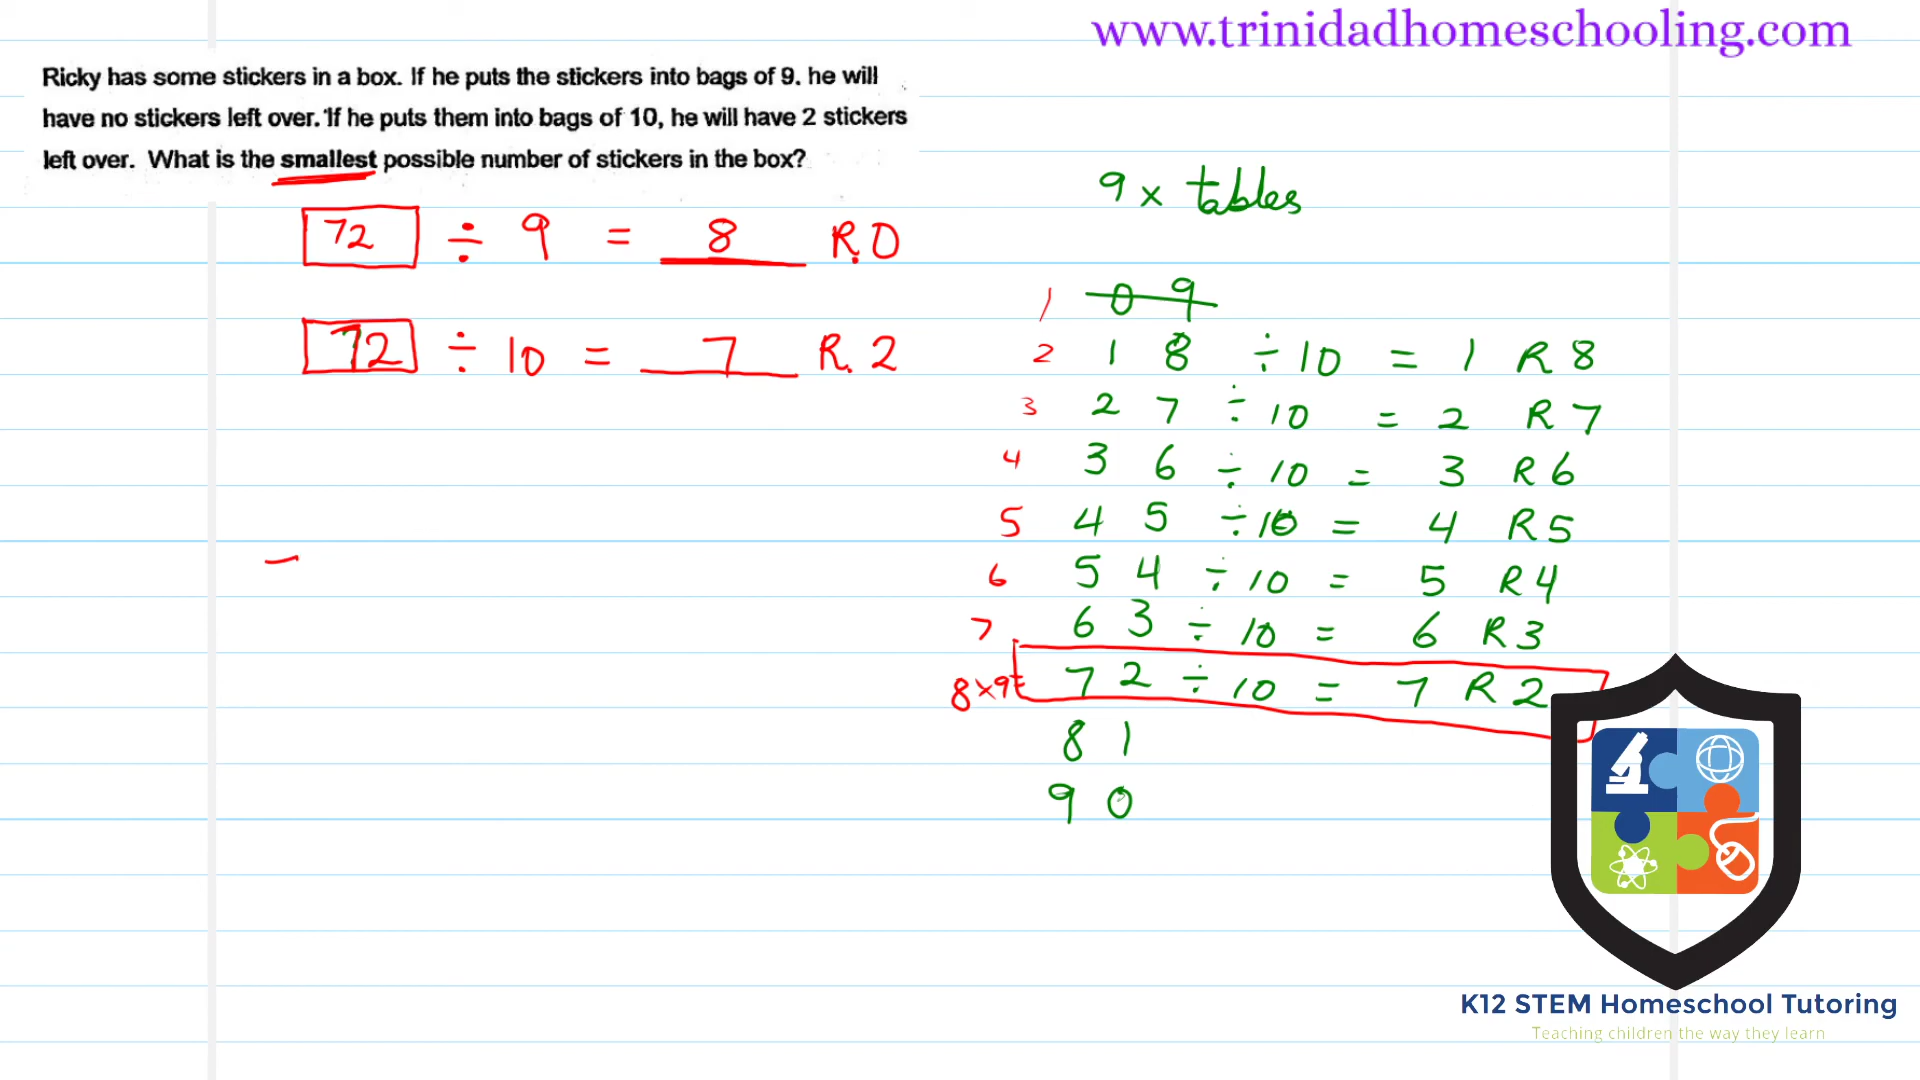 www.trinidadhomeschooling.com
Ricky has some stickers in a box. If he puts the stickers into bags of 9. he will
have no stickers left over. If he puts them into bags of 10, he will have 2 stickers
left over. What is the smallest possible number of stickers in the box?
72 ÷ 9 = 8 R.0
72 ÷ 10 = 7 R.2
9 x tables
1 0 9
2 1 8 ÷ 10 = 1 R 8
3 2 7 ÷ 10 = 2 R 7
4 3 6 ÷ 10 = 3 R 6
5 4 5 ÷ 10 = 4 R 5
6 5 4 ÷ 10 = 5 R 4
7 6 3 ÷ 10 = 6 R 3
8 x 9 = 7 2 ÷ 10 = 7 R 2
8 1
9 0
K12 STEM Homeschool Tutoring
Teaching children the way they learn